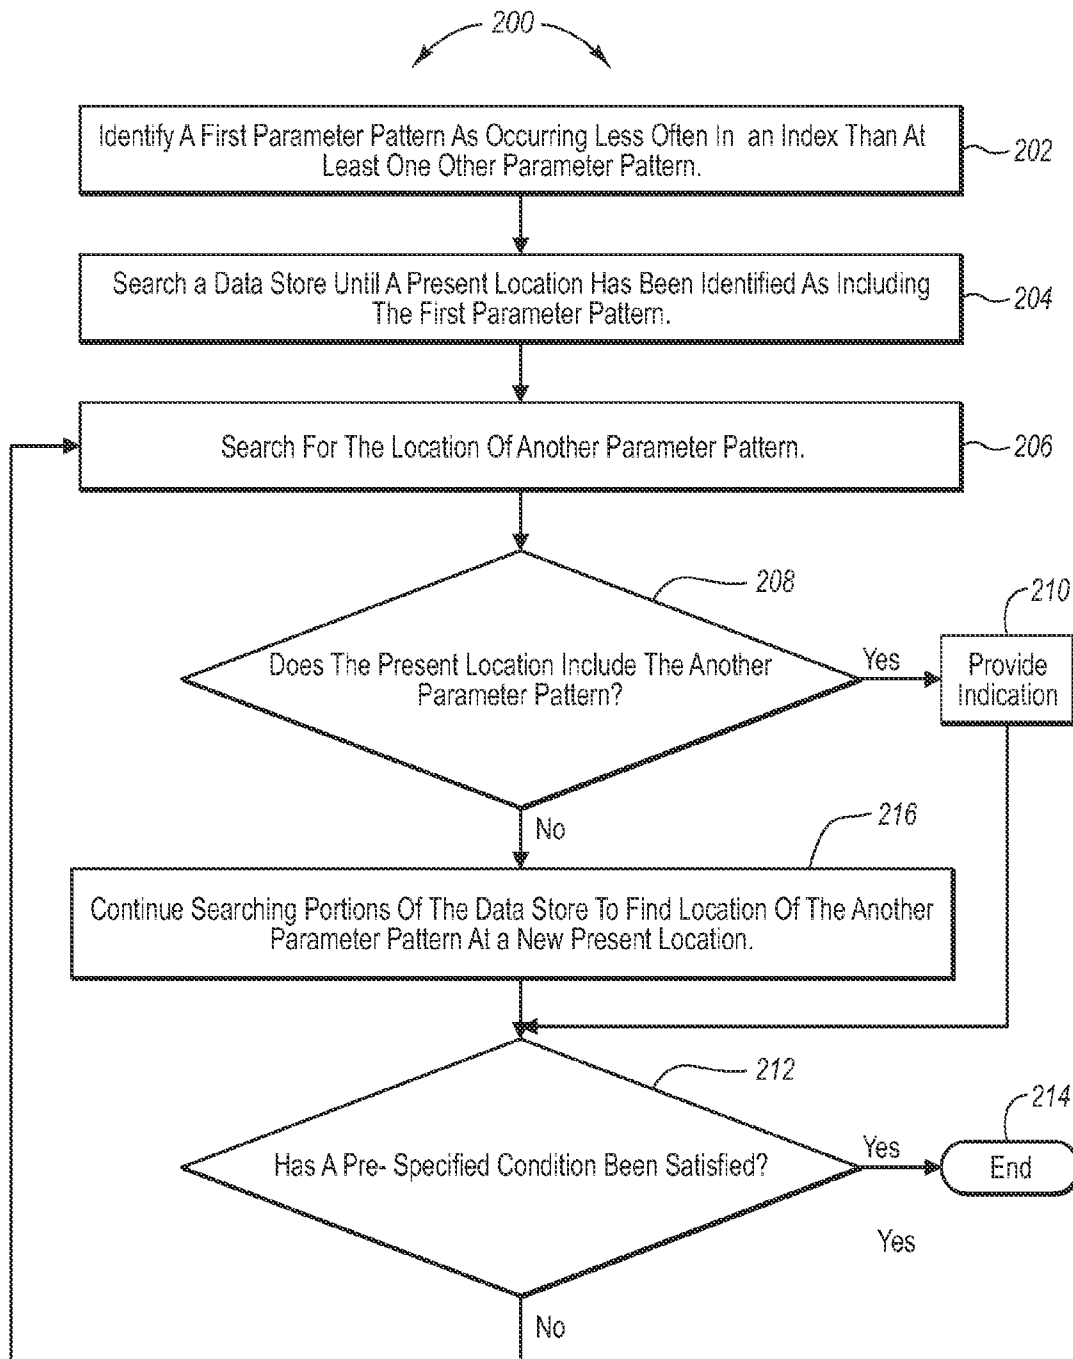 200
Identify A First Parameter Pattern As Occurring Less Often In an Index Than At
Least One Other Parameter Pattern.
202
Search a Data Store Until A Present Location Has Been Identified As Including
The First Parameter Pattern.
204
Search For The Location Of Another Parameter Pattern.
206
208
Does The Present Location Include The Another
Parameter Pattern?
Yes
210
Provide
Indication
No
216
Continue Searching Portions Of The Data Store To Find Location Of The Another
Parameter Pattern At a New Present Location.
212
Has A Pre- Specified Condition Been Satisfied?
Yes
214
End
Yes
No